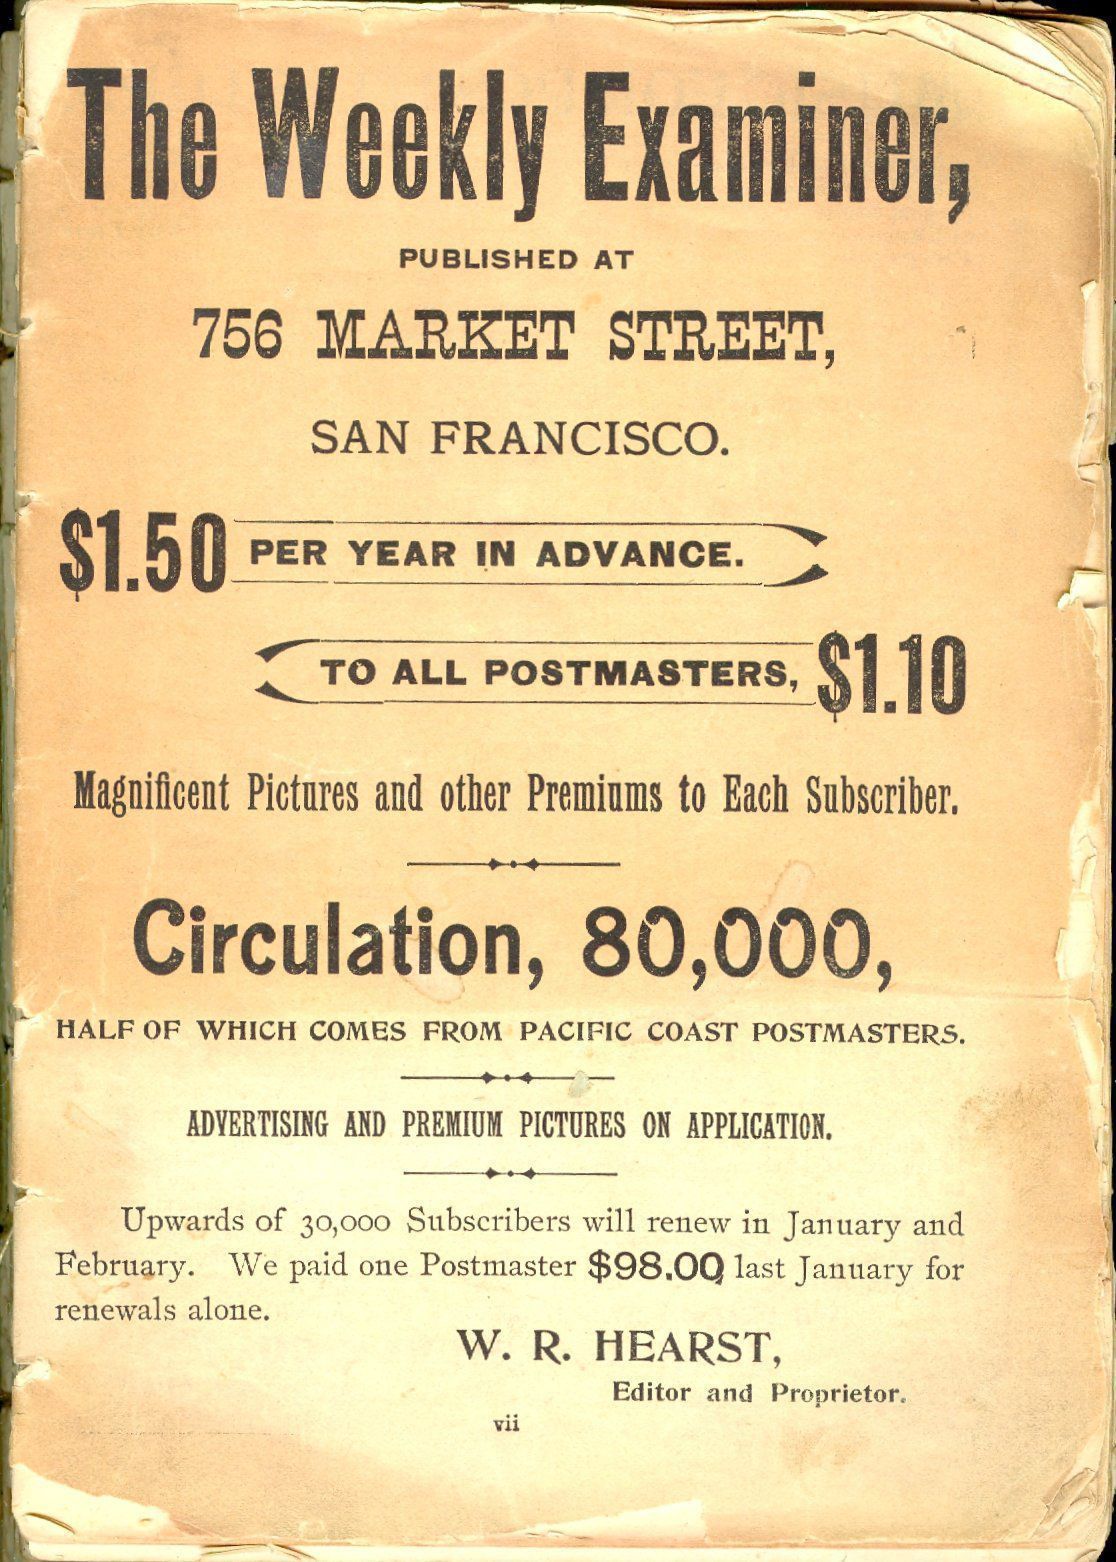 The Weekly Examiner,
PUBLISHED AT
756 MARKET STREET,
SAN FRANCISCO.
$1.50 PER YEAR IN ADVANCE.
TO ALL POSTMASTERS, $1.10
Magnificent Pictures and other Premiums to Each Subscriber.
Circulation, 80,000,
HALF OF WHICH COMES FROM PACIFIC COAST POSTMASTERS.
ADVERTISING AND PREMIUM PICTURES ON APPLICATION.
Upwards of 30,000 Subscribers will renew in January and
February. We paid one Postmaster $98.00 last January for
renewals alone.
W. R. HEARST,
Editor and Proprietor.
vii